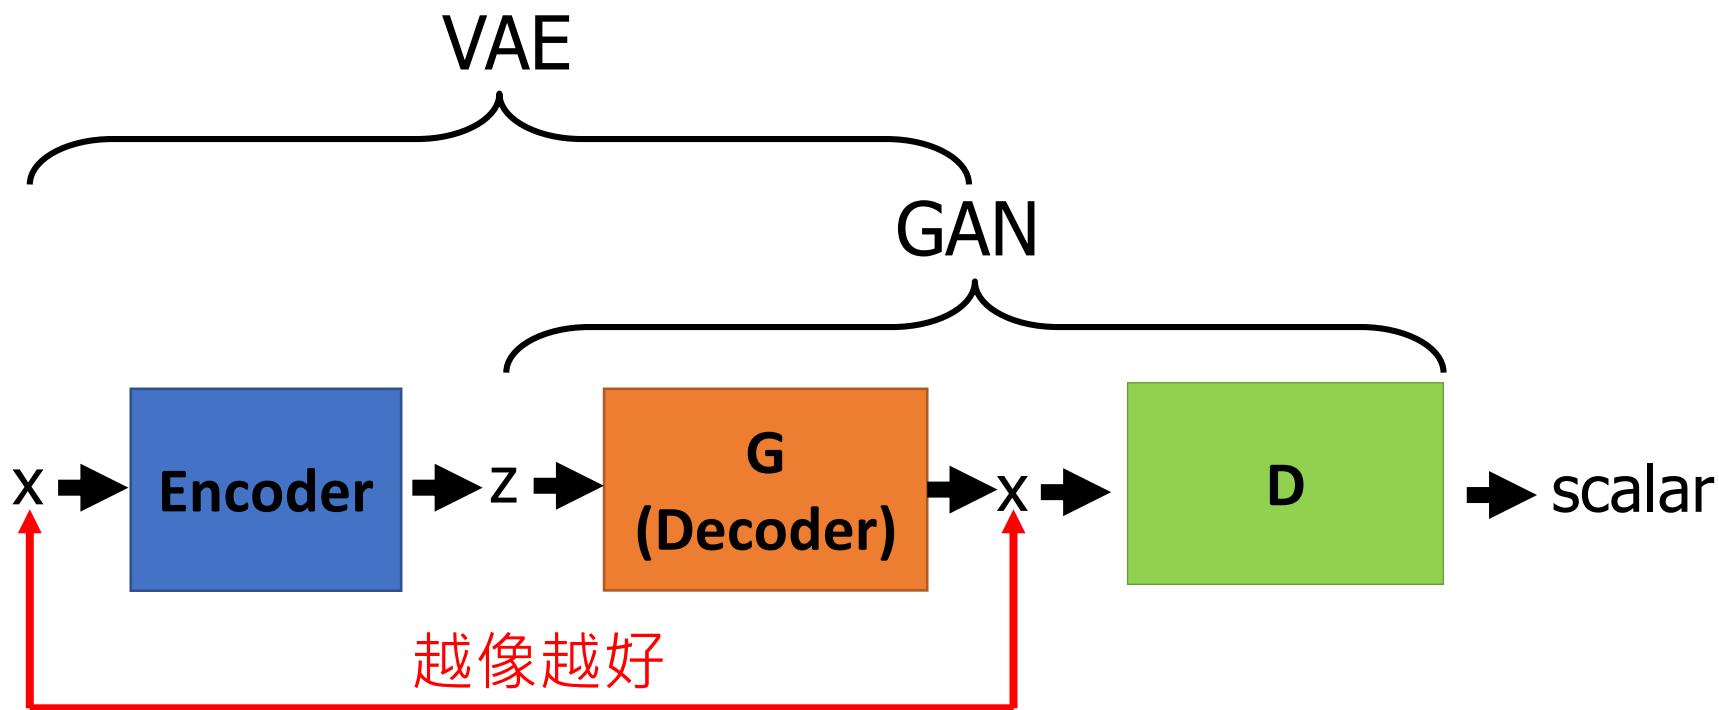 VAE
GAN
x
Encoder
z
G
(Decoder)
x
D
scalar
越像越好